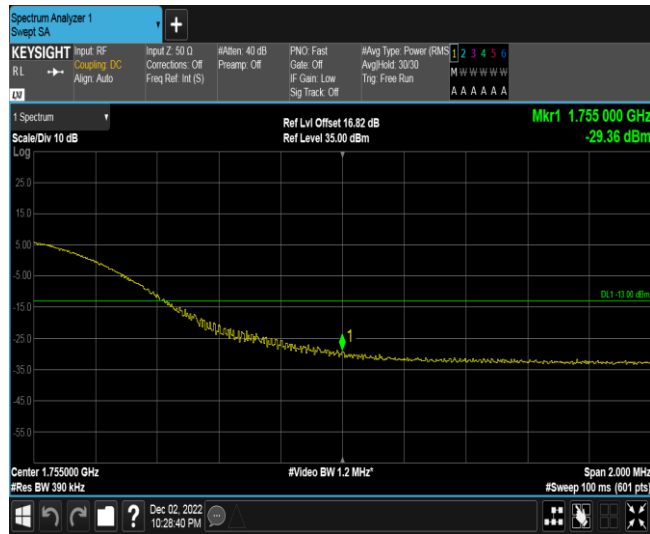 Spectrum Analyzer 1
Swept SA
+
KEYSIGHT
RL
LXI
Input: RF
Coupling: DC
Align: Auto
Input Z: 50 Ω
Corrections: Off
Freq Ref: Int (S)
#Atten: 40 dB
Preamp: Off
PNO: Fast
Gate: Off
IF Gain: Low
Sig Track: Off
#Avg Type: Power (RMS
Avg|Hold: 30/30
Trig: Free Run
1 2 3 4 5 6
M W W W W W
A A A A A A
1 Spectrum
Scale/Div 10 dB
Log
Ref Lvl Offset 16.82 dB
Ref Level 35.00 dBm
Mkr1 1.755 000 GHz
-29.36 dBm
25.0
15.0
5.00
-5.00
DL1 -13.00 dBm
-15.0
-25.0
1
-35.0
-45.0
-55.0
Center 1.755000 GHz
#Video BW 1.2 MHz*
Span 2.000 MHz
#Res BW 390 kHz
#Sweep 100 ms (601 pts)
?
Dec 02, 2022
10:28:40 PM